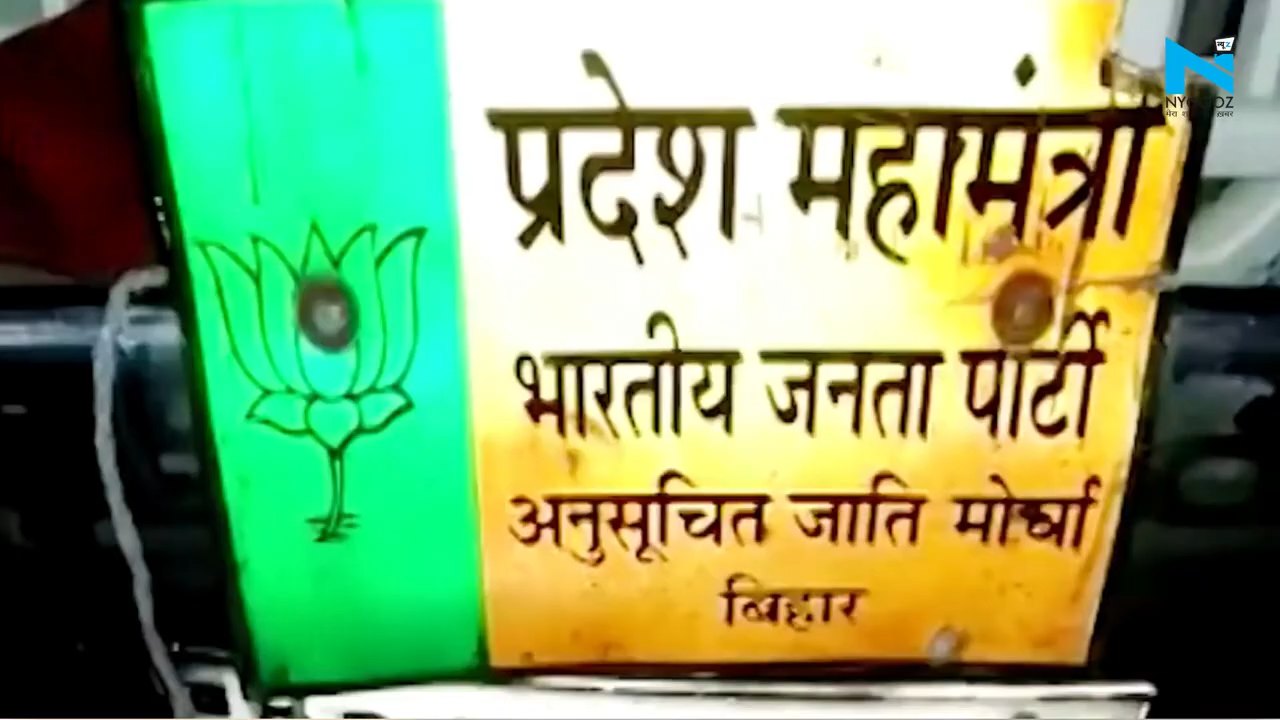 प्रदेश महामंत्री
भारतीय जनता पार्टी
अनुसूचित जाति मोर्चा
बिहार
न्यूज़